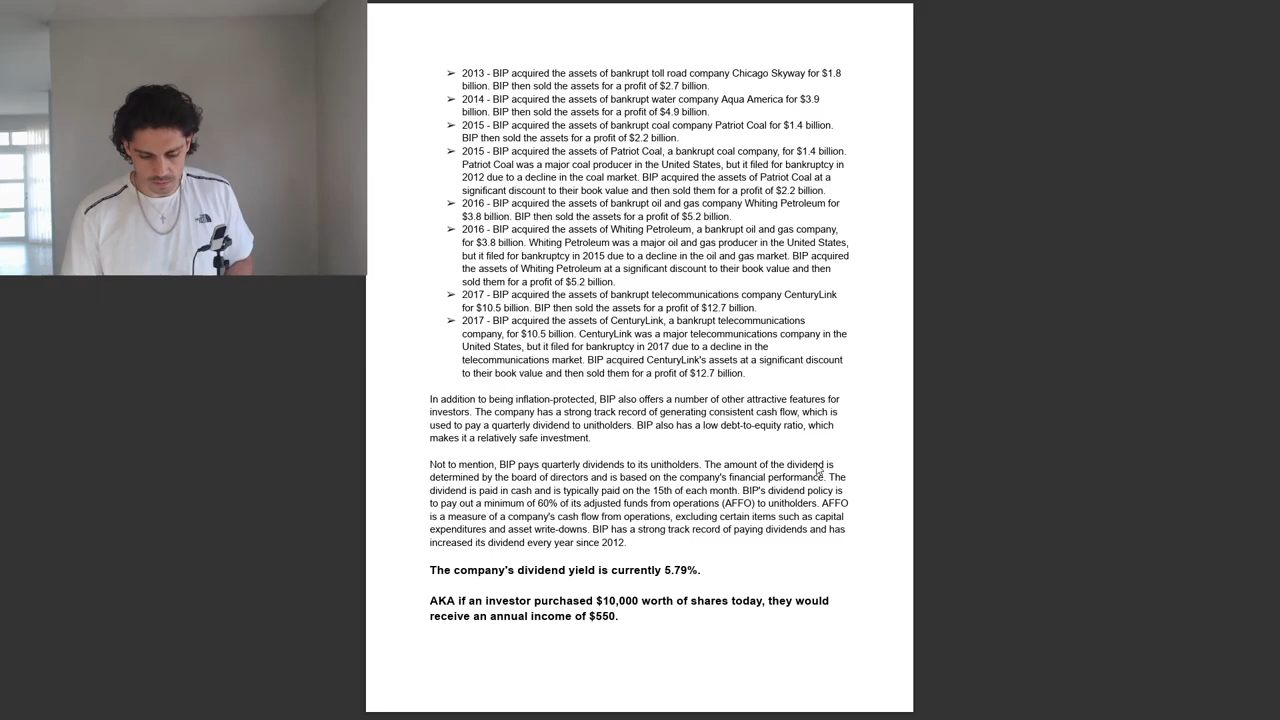 ➢ 2013 - BIP acquired the assets of bankrupt toll road company Chicago Skyway for $1.8
billion. BIP then sold the assets for a profit of $2.7 billion.
➢ 2014 - BIP acquired the assets of bankrupt water company Aqua America for $3.9
billion. BIP then sold the assets for a profit of $4.9 billion.
➢ 2015 - BIP acquired the assets of bankrupt coal company Patriot Coal for $1.4 billion.
BIP then sold the assets for a profit of $2.2 billion.
➢ 2015 - BIP acquired the assets of Patriot Coal, a bankrupt coal company, for $1.4 billion.
Patriot Coal was a major coal producer in the United States, but it filed for bankruptcy in
2012 due to a decline in the coal market. BIP acquired the assets of Patriot Coal at a
significant discount to their book value and then sold them for a profit of $2.2 billion.
➢ 2016 - BIP acquired the assets of bankrupt oil and gas company Whiting Petroleum for
$3.8 billion. BIP then sold the assets for a profit of $5.2 billion.
➢ 2016 - BIP acquired the assets of Whiting Petroleum, a bankrupt oil and gas company,
for $3.8 billion. Whiting Petroleum was a major oil and gas producer in the United States,
but it filed for bankruptcy in 2015 due to a decline in the oil and gas market. BIP acquired
the assets of Whiting Petroleum at a significant discount to their book value and then
sold them for a profit of $5.2 billion.
➢ 2017 - BIP acquired the assets of bankrupt telecommunications company CenturyLink
for $10.5 billion. BIP then sold the assets for a profit of $12.7 billion.
➢ 2017 - BIP acquired the assets of CenturyLink, a bankrupt telecommunications
company, for $10.5 billion. CenturyLink was a major telecommunications company in the
United States, but it filed for bankruptcy in 2017 due to a decline in the
telecommunications market. BIP acquired CenturyLink's assets at a significant discount
to their book value and then sold them for a profit of $12.7 billion.
In addition to being inflation-protected, BIP also offers a number of other attractive features for
investors. The company has a strong track record of generating consistent cash flow, which is
used to pay a quarterly dividend to unitholders. BIP also has a low debt-to-equity ratio, which
makes it a relatively safe investment.
Not to mention, BIP pays quarterly dividends to its unitholders. The amount of the dividend is
determined by the board of directors and is based on the company's financial performance. The
dividend is paid in cash and is typically paid on the 15th of each month. BIP's dividend policy is
to pay out a minimum of 60% of its adjusted funds from operations (AFFO) to unitholders. AFFO
is a measure of a company's cash flow from operations, excluding certain items such as capital
expenditures and asset write-downs. BIP has a strong track record of paying dividends and has
increased its dividend every year since 2012.
The company's dividend yield is currently 5.79%.
AKA if an investor purchased $10,000 worth of shares today, they would
receive an annual income of $550.